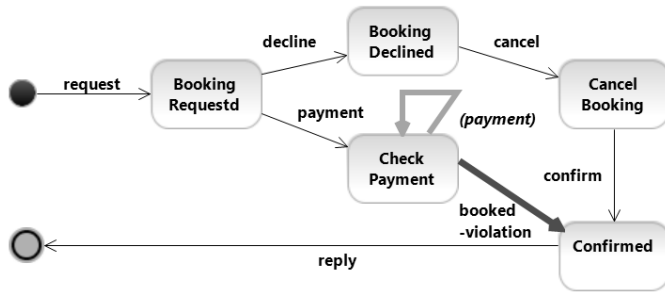 request
Booking
Requestd
decline
Booking
Declined
cancel
Cancel
Booking
payment
(payment)
Check
Payment
confirm
booked
-violation
Confirmed
reply